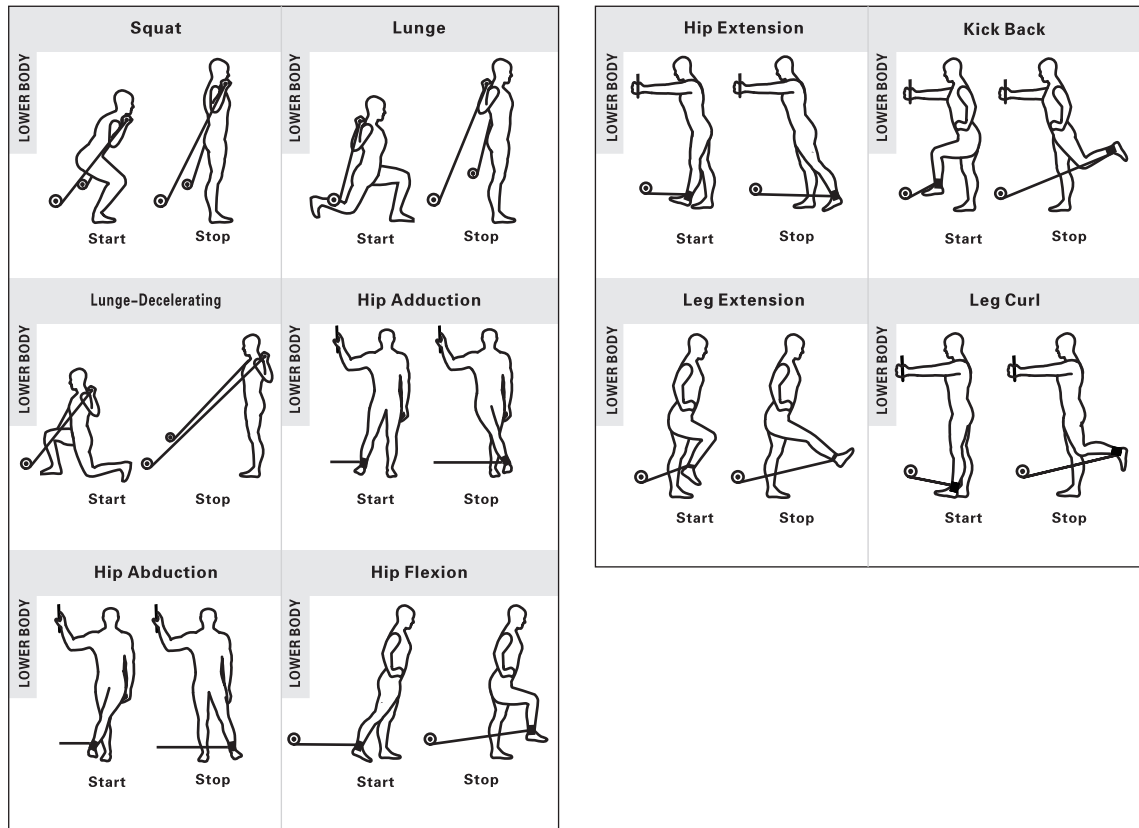 Squat
LOWER BODY
Start
Stop
Lunge
LOWER BODY
Start
Stop
Lunge–Decelerating
LOWER BODY
Start
Stop
Hip Adduction
LOWER BODY
Start
Stop
Hip Abduction
LOWER BODY
Start
Stop
Hip Flexion
LOWER BODY
Start
Stop
Hip Extension
LOWER BODY
Start
Stop
Kick Back
LOWER BODY
Start
Stop
Leg Extension
LOWER BODY
Start
Stop
Leg Curl
LOWER BODY
Start
Stop